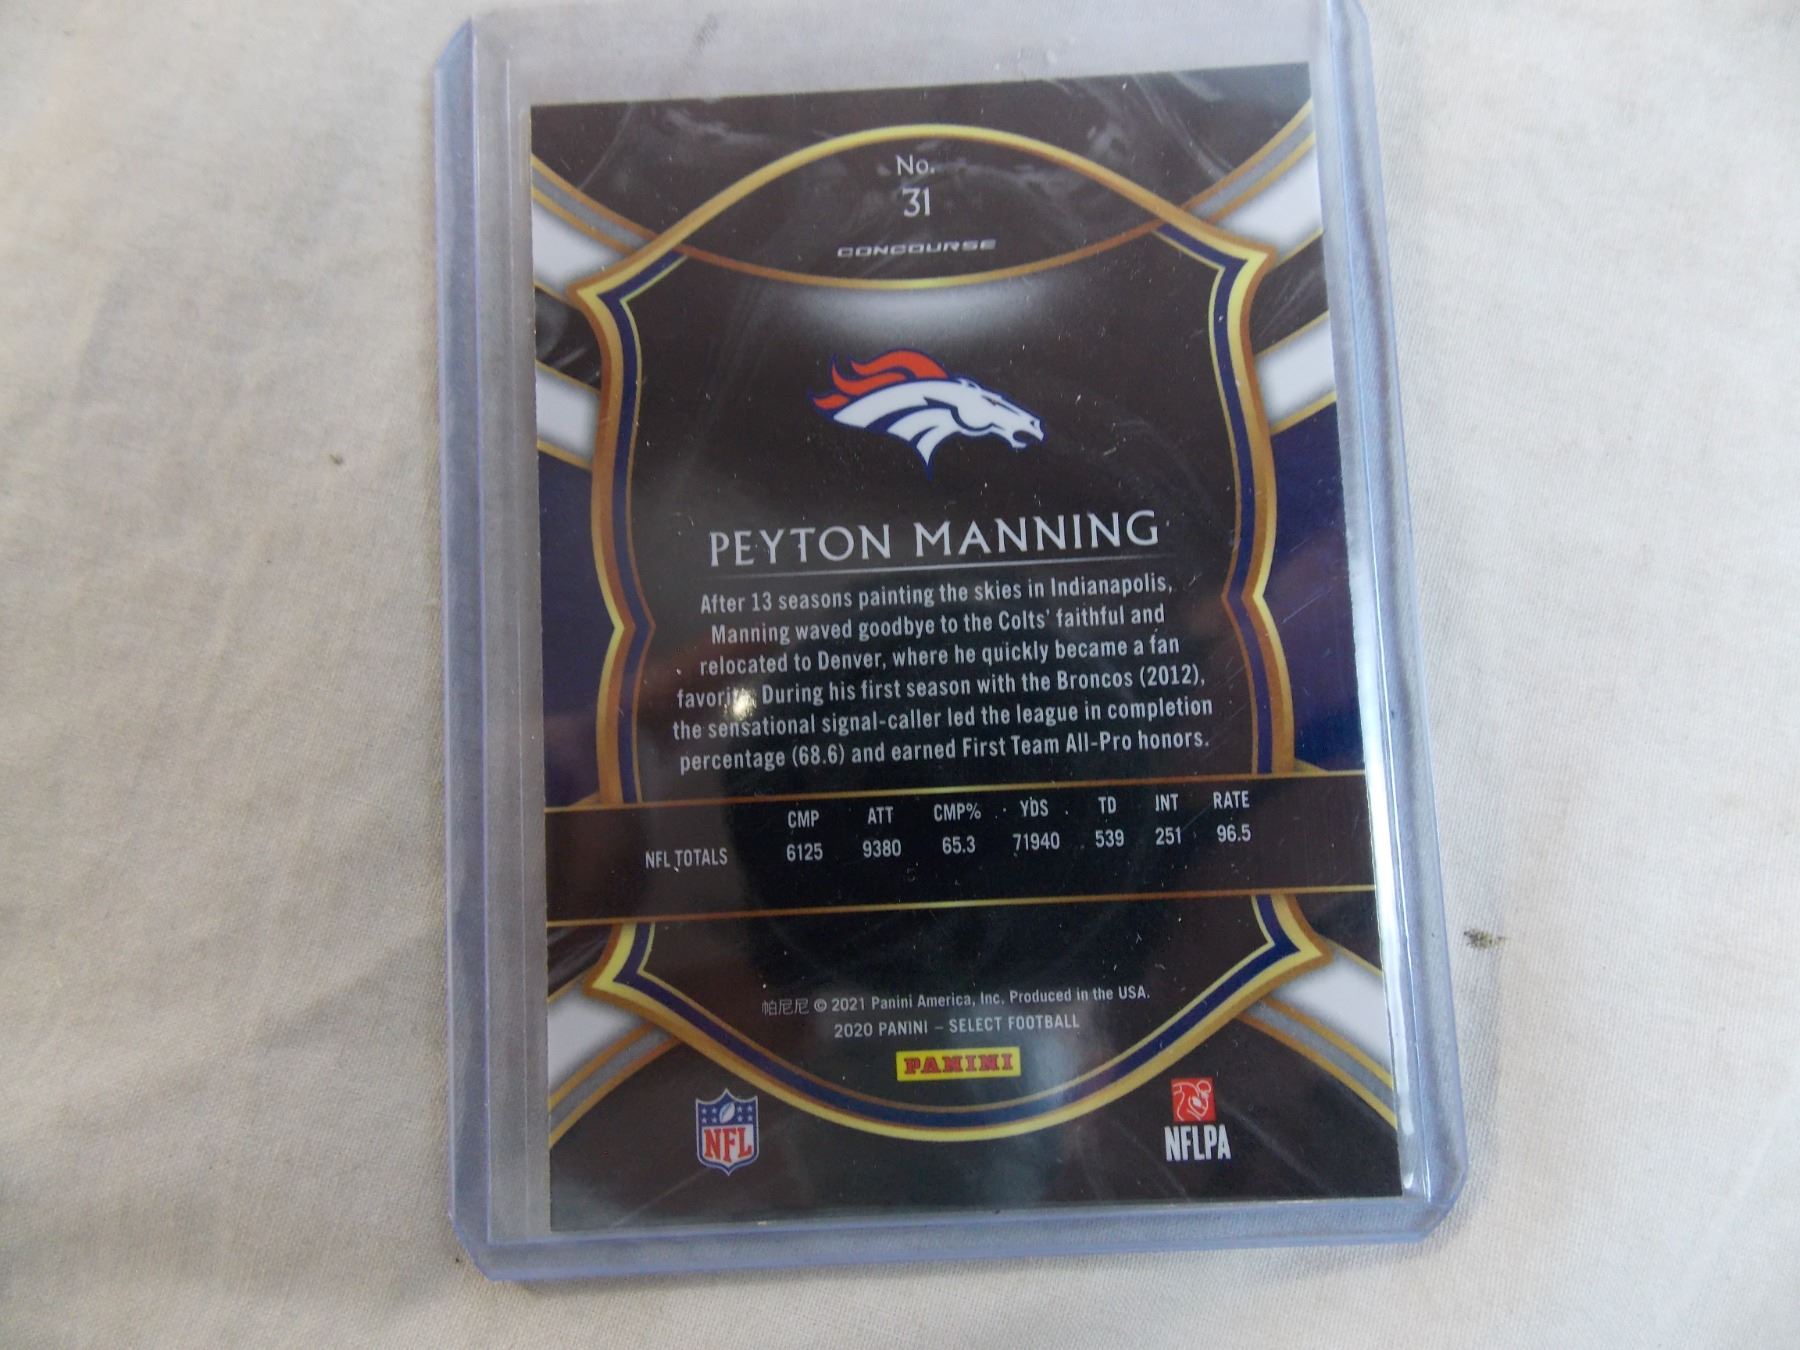 No.
31
CONCOURSE
PEYTON MANNING
After 13 seasons painting the skies in Indianapolis,
Manning waved goodbye to the Colts' faithful and
relocated to Denver, where he quickly became a fan
During his first season with the Broncos (2012),
the sensational signal-caller led the league in completion
percentage (68.6) and earned First Team All-Pro honors.
CMP ATT CMP% YDS TD INT RATE
NFL TOTALS 6125 9380 65.3 71940 539 251 96.5
帕尼尼 © 2021 Panini America, Inc. Produced in the USA.
2020 PANINI – SELECT FOOTBALL
PANINI
NFL
NFLPA